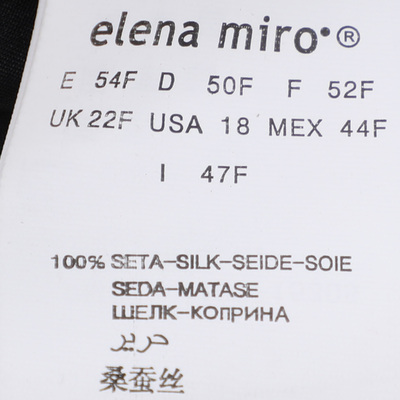 elena miro•®
E 54F D 50F F 52F
UK 22F USA 18 MEX 44F
I 47F
100% SETA-SILK-SEIDE-SOIE
SEDA-MATASE
ШЕЛК-КОПРИНА
حرير
桑蚕丝